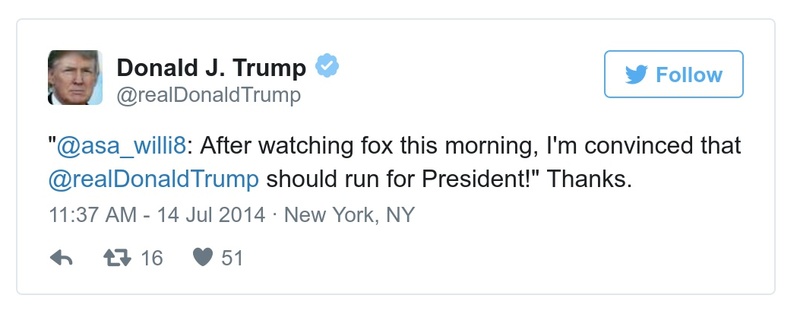 Donald J. Trump
@realDonaldTrump
Follow
"@asa_willi8: After watching fox this morning, I'm convinced that
@realDonaldTrump should run for President!" Thanks.
11:37 AM - 14 Jul 2014 · New York, NY
16 51